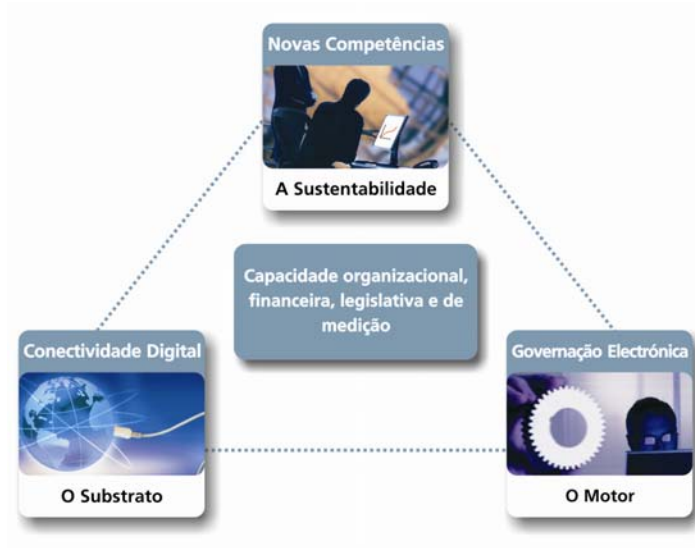 Novas Competências
A Sustentabilidade
Capacidade organizacional,
financeira, legislativa e de
medição
Conectividade Digital
O Substrato
Governação Electrónica
O Motor